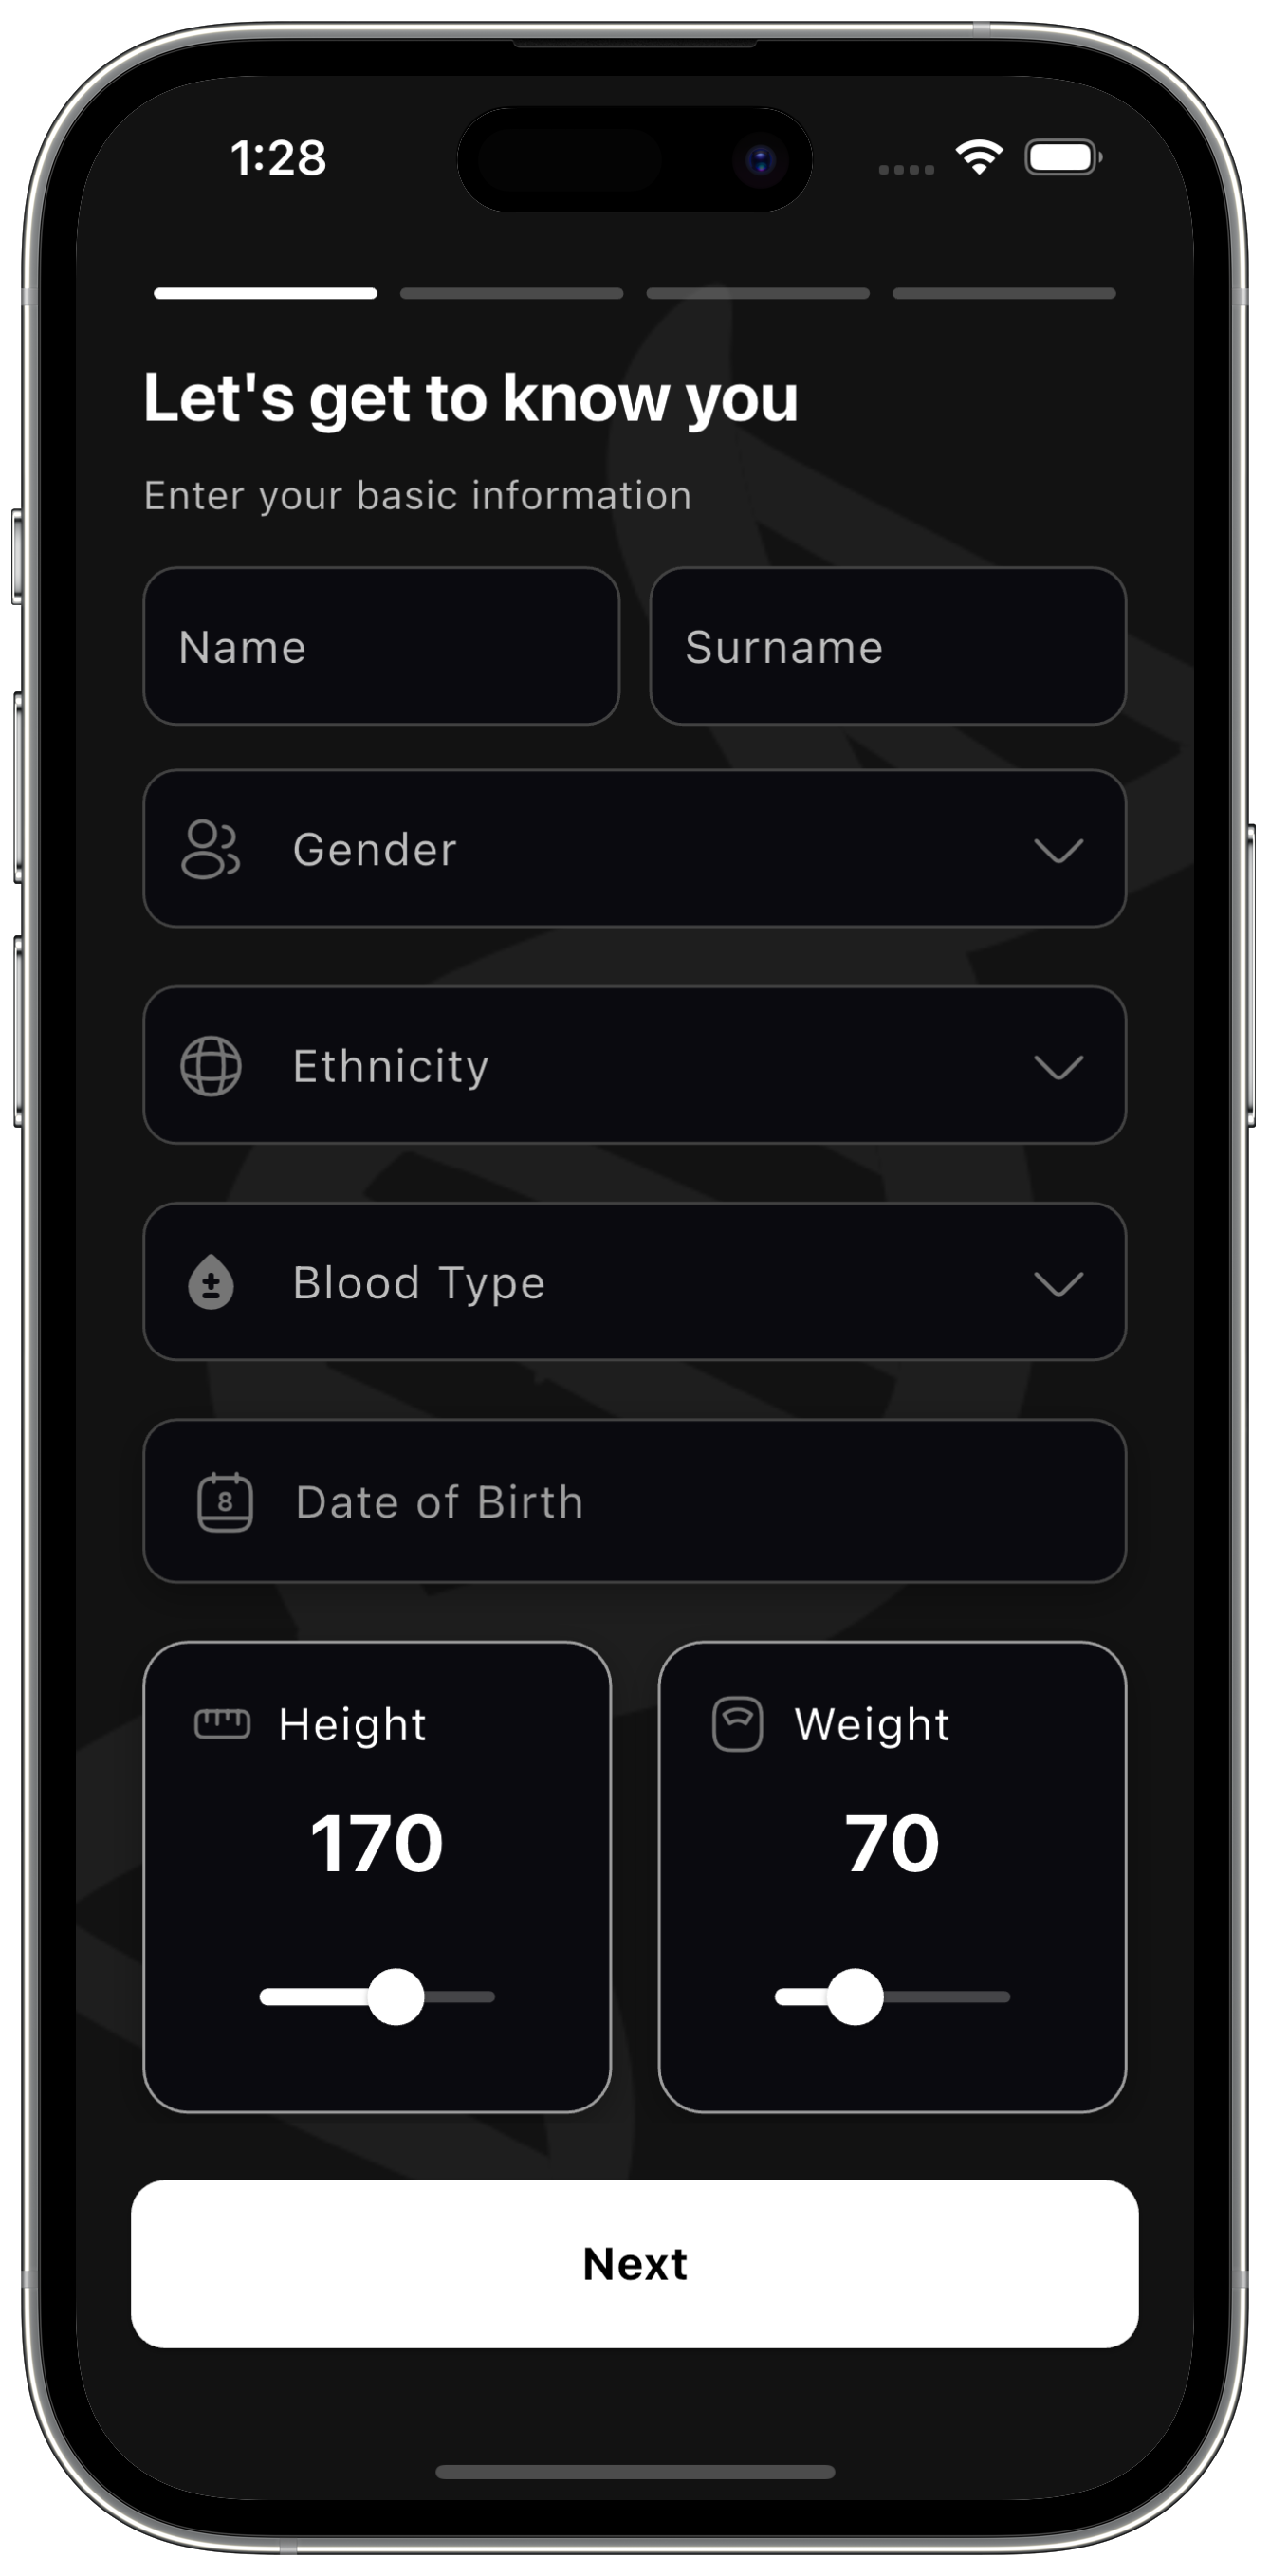 1:28
Let's get to know you
Enter your basic information
Name Surname
Gender
Ethnicity
Blood Type
8 Date of Birth
Height Weight
170 70
Next